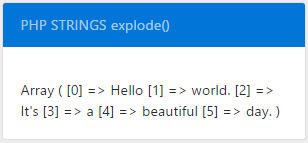 PHP STRINGS explode()
Array ( [0] => Hello [1] => world. [2] =>
It's [3] => a [4] => beautiful [5] => day. )